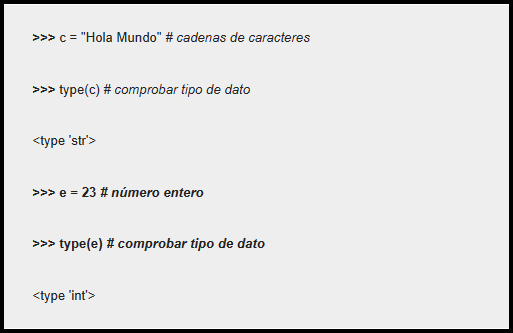 >>> c = "Hola Mundo" # cadenas de caracteres
>>> type(c) # comprobar tipo de dato
<type 'str'>
>>> e = 23 # número entero
>>> type(e) # comprobar tipo de dato
<type 'int'>